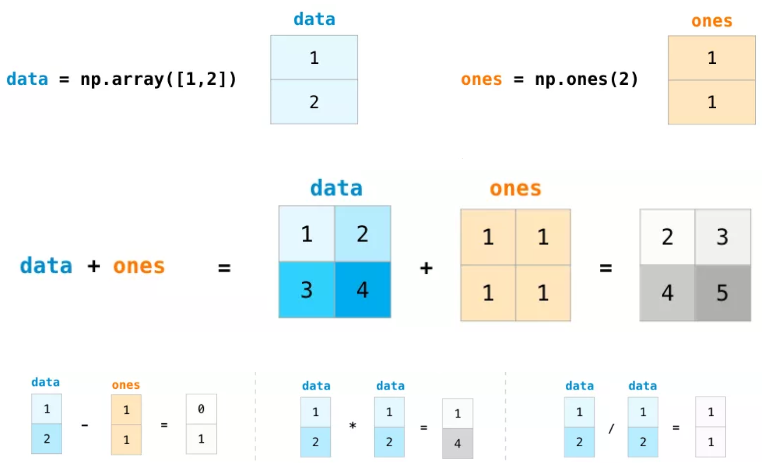 data
ones
data = np.array([1,2])
1
2
ones = np.ones(2)
1
1
data
ones
data + ones = 
1 2
3 4
+
1 1
1 1
=
2 3
4 5
data
ones
1
2
-
1
1
=
0
1
data
data
1
2
*
1
2
=
1
4
data
data
1
2
/
1
2
=
1
1